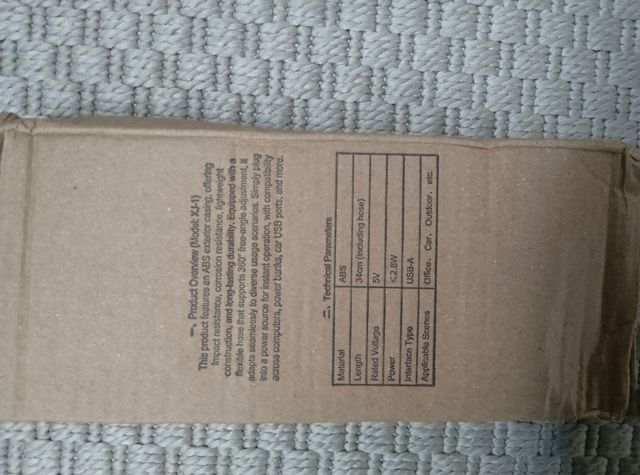 一、Product Overview (Model: XJ-1)
This product features an ABS exterior casing, offering
impact resistance, corrosion resistance, lightweight
construction, and long-lasting durability. Equipped with a
flexible hose that supports 360° free-angle adjustment, it
adapts seamlessly to diverse usage scenarios. Simply plug
into a power source for instant operation, with compatibility
across computers, power banks, car USB ports, and more.
二、Technical Parameters
Material ABS
Length 34cm (including hose)
Rated Voltage 5V
Power ≤2.8W
Interface Type USB-A
Applicable Scenes Office、Car、Outdoor、etc.